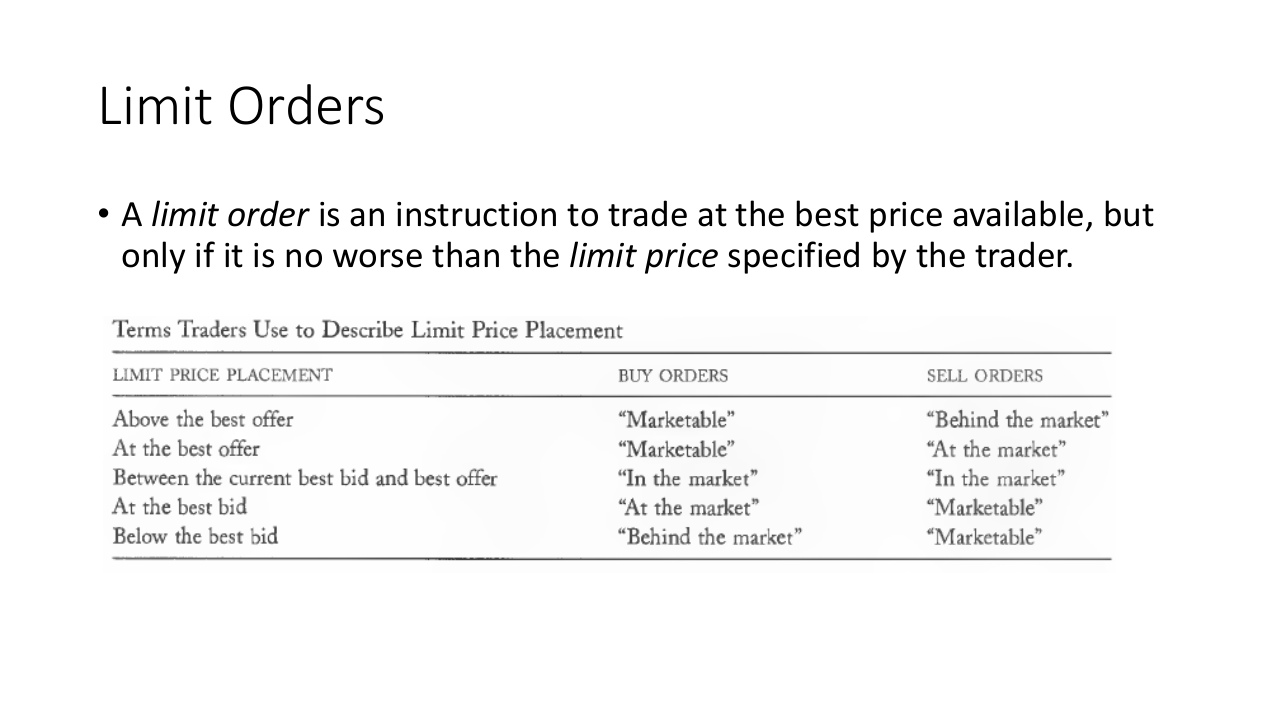 Limit Orders
• A limit order is an instruction to trade at the best price available, but
only if it is no worse than the limit price specified by the trader.
Terms Traders Use to Describe Limit Price Placement
LIMIT PRICE PLACEMENT BUY ORDERS SELL ORDERS
Above the best offer “Marketable” “Behind the market”
At the best offer “Marketable” “At the market”
Between the current best bid and best offer “In the market” “In the market”
At the best bid “At the market” “Marketable”
Below the best bid “Behind the market” “Marketable”